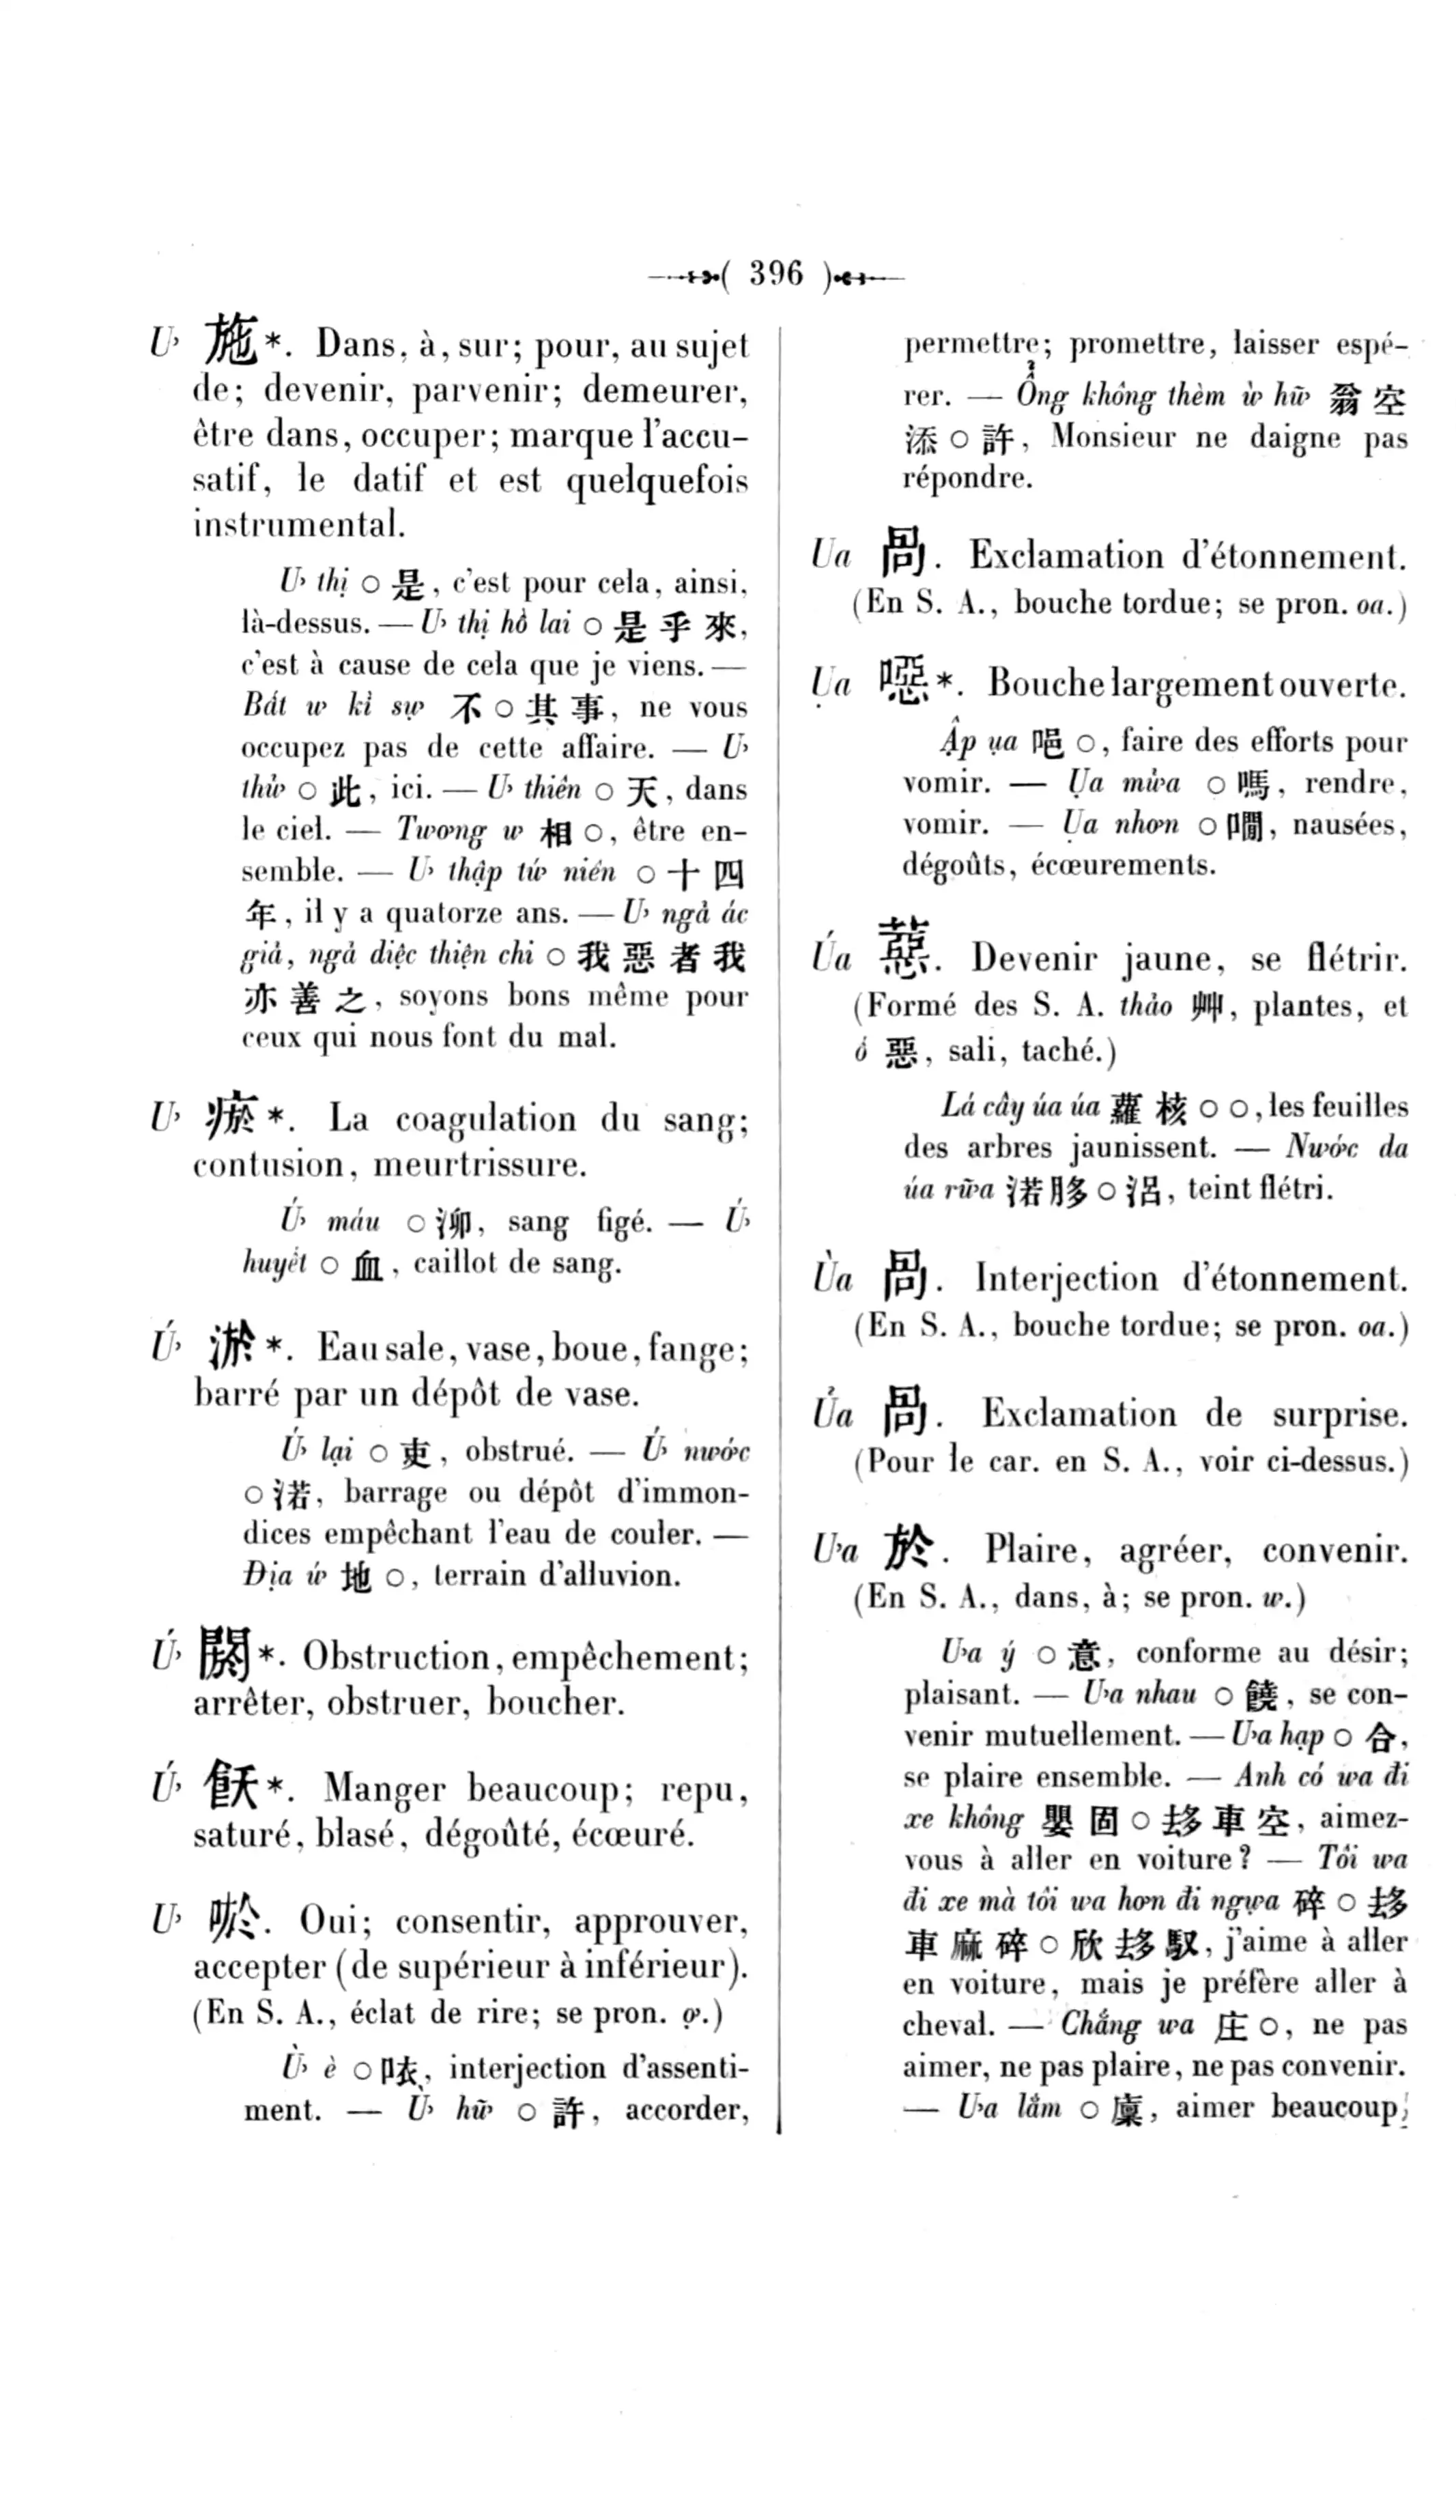 ( 396 )
Ư 施*. Dans, à, sur; pour, au sujet
de; devenir, parvenir; demeurer,
être dans, occuper; marque l'accu-
satif, le datif et est quelquefois
instrumental.
Ư thị ○ 是, c'est pour cela, ainsi,
là-dessus. — Ư thị hồ lai ○ 是 乎 來,
c'est à cause de cela que je viens. —
Bất ư kì sự 不 ○ 其 事, ne vous
occupez pas de cette affaire. — Ư
thử ○ 此, ici. — Ư thiên ○ 天, dans
le ciel. — Tương ư 相 ○, être en-
semble. — Ư thập tứ niên ○ 十 四
年, il y a quatorze ans. — Ư ngã ác
giả, ngã diệc thiện chi ○ 我 惡 者 我
亦 善 之, soyons bons même pour
ceux qui nous font du mal.
Ư 瘀*. La coagulation du sang;
contusion, meurtrissure.
Ứ máu ○ 泖, sang figé. — Ứ
huyết ○ 血, caillot de sang.
Ứ 淤*. Eau sale, vase, boue, fange;
barré par un dépôt de vase.
Ứ lại ○ 吏, obstrué. — Ứ nước
○ 渃, barrage ou dépôt d'immon-
dices empêchant l'eau de couler. —
Địa ứ 地 ○, terrain d'alluvion.
Ứ 閼*. Obstruction, empêchement;
arrêter, obstruer, boucher.
Ứ 飫*. Manger beaucoup; repu,
saturé, blasé, dégoûté, écœuré.
Ừ 唹. Oui; consentir, approuver,
accepter (de supérieur à inférieur).
(En S. A., éclat de rire; se pron. ợ.)
Ừ è ○ 㕈, interjection d'assenti-
ment. — Ừ hữ ○ 許, accorder,
permettre; promettre, laisser espé-
rer. — Ổng không thèm ừ hữ 翁 空
添 ○ 許, Monsieur ne daigne pas
répondre.
Ua 咼. Exclamation d'étonnement.
(En S. A., bouche tordue; se pron. oa.)
Ụa 噁*. Bouche largement ouverte.
Ập ụa 唈 ○, faire des efforts pour
vomir. — Ụa mửa ○ 嗎, rendre,
vomir. — Ụa nhơn ○ 㗴, nausées,
dégoûts, écœurements.
Úa 蕜. Devenir jaune, se flétrir.
(Formé des S. A. thảo 艸, plantes, et
ố 惡, sali, taché.)
Lá cây úa úa 蘿 核 ○ ○, les feuilles
des arbres jaunissent. — Nước da
úa rữa 渃 𤿍 ○ 㳳, teint flétri.
Ùa 咼. Interjection d'étonnement.
(En S. A., bouche tordue; se pron. oa.)
Ủa 咼. Exclamation de surprise.
(Pour le car. en S. A., voir ci-dessus.)
Ưa 於. Plaire, agréer, convenir.
(En S. A., dans, à; se pron. ư.)
Ưa ý ○ 意, conforme au désir;
plaisant. — Ưa nhau ○ 饒, se con-
venir mutuellement. — Ưa hạp ○ 合,
se plaire ensemble. — Anh có ưa đi
xe không 嬰 固 ○ 𠫾 車 空, aimez-
vous à aller en voiture? — Tôi ưa
đi xe mà tôi ưa hơn đi ngựa 碎 ○ 𠫾
車 麻 碎 ○ 欣 𠫾 馭, j'aime à aller
en voiture, mais je préfère aller à
cheval. — Chẳng ưa 庄 ○, ne pas
aimer, ne pas plaire, ne pas convenir.
— Ưa lắm ○ 廩, aimer beaucoup;